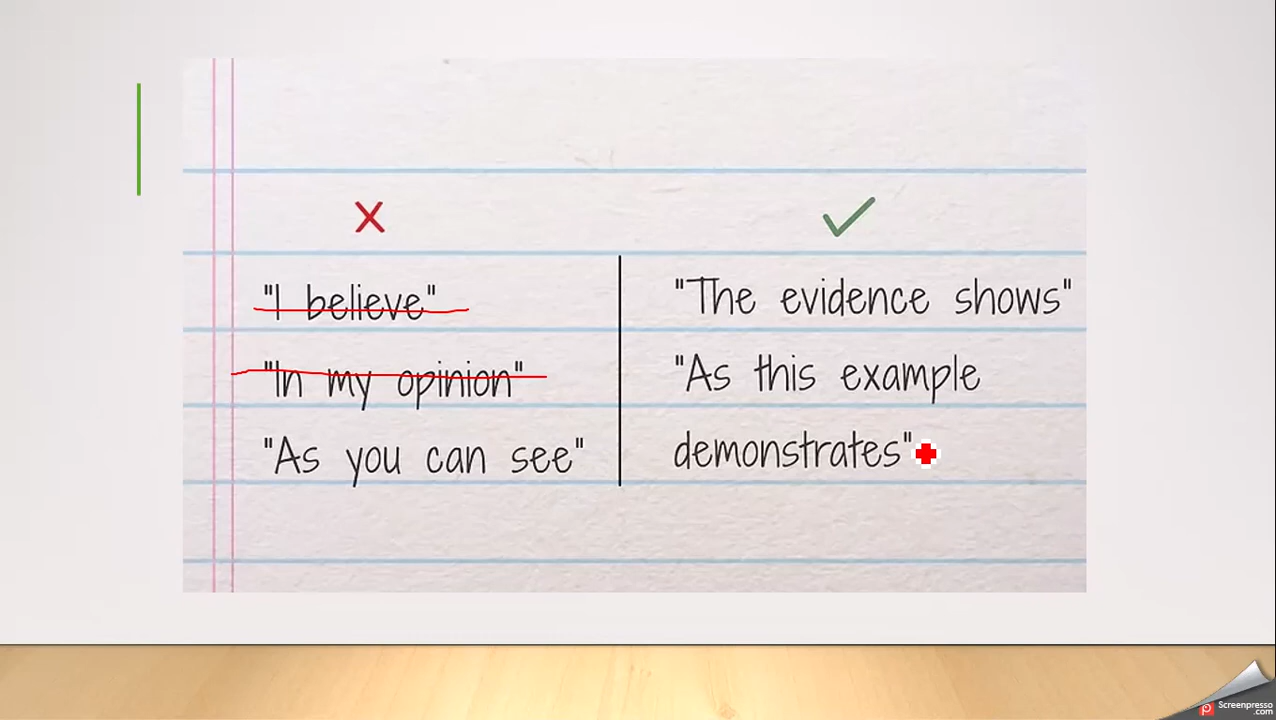 X
"I believe"
"In my opinion"
"As you can see"
"The evidence shows"
"As this example
demonstrates"
Screenpresso
.com